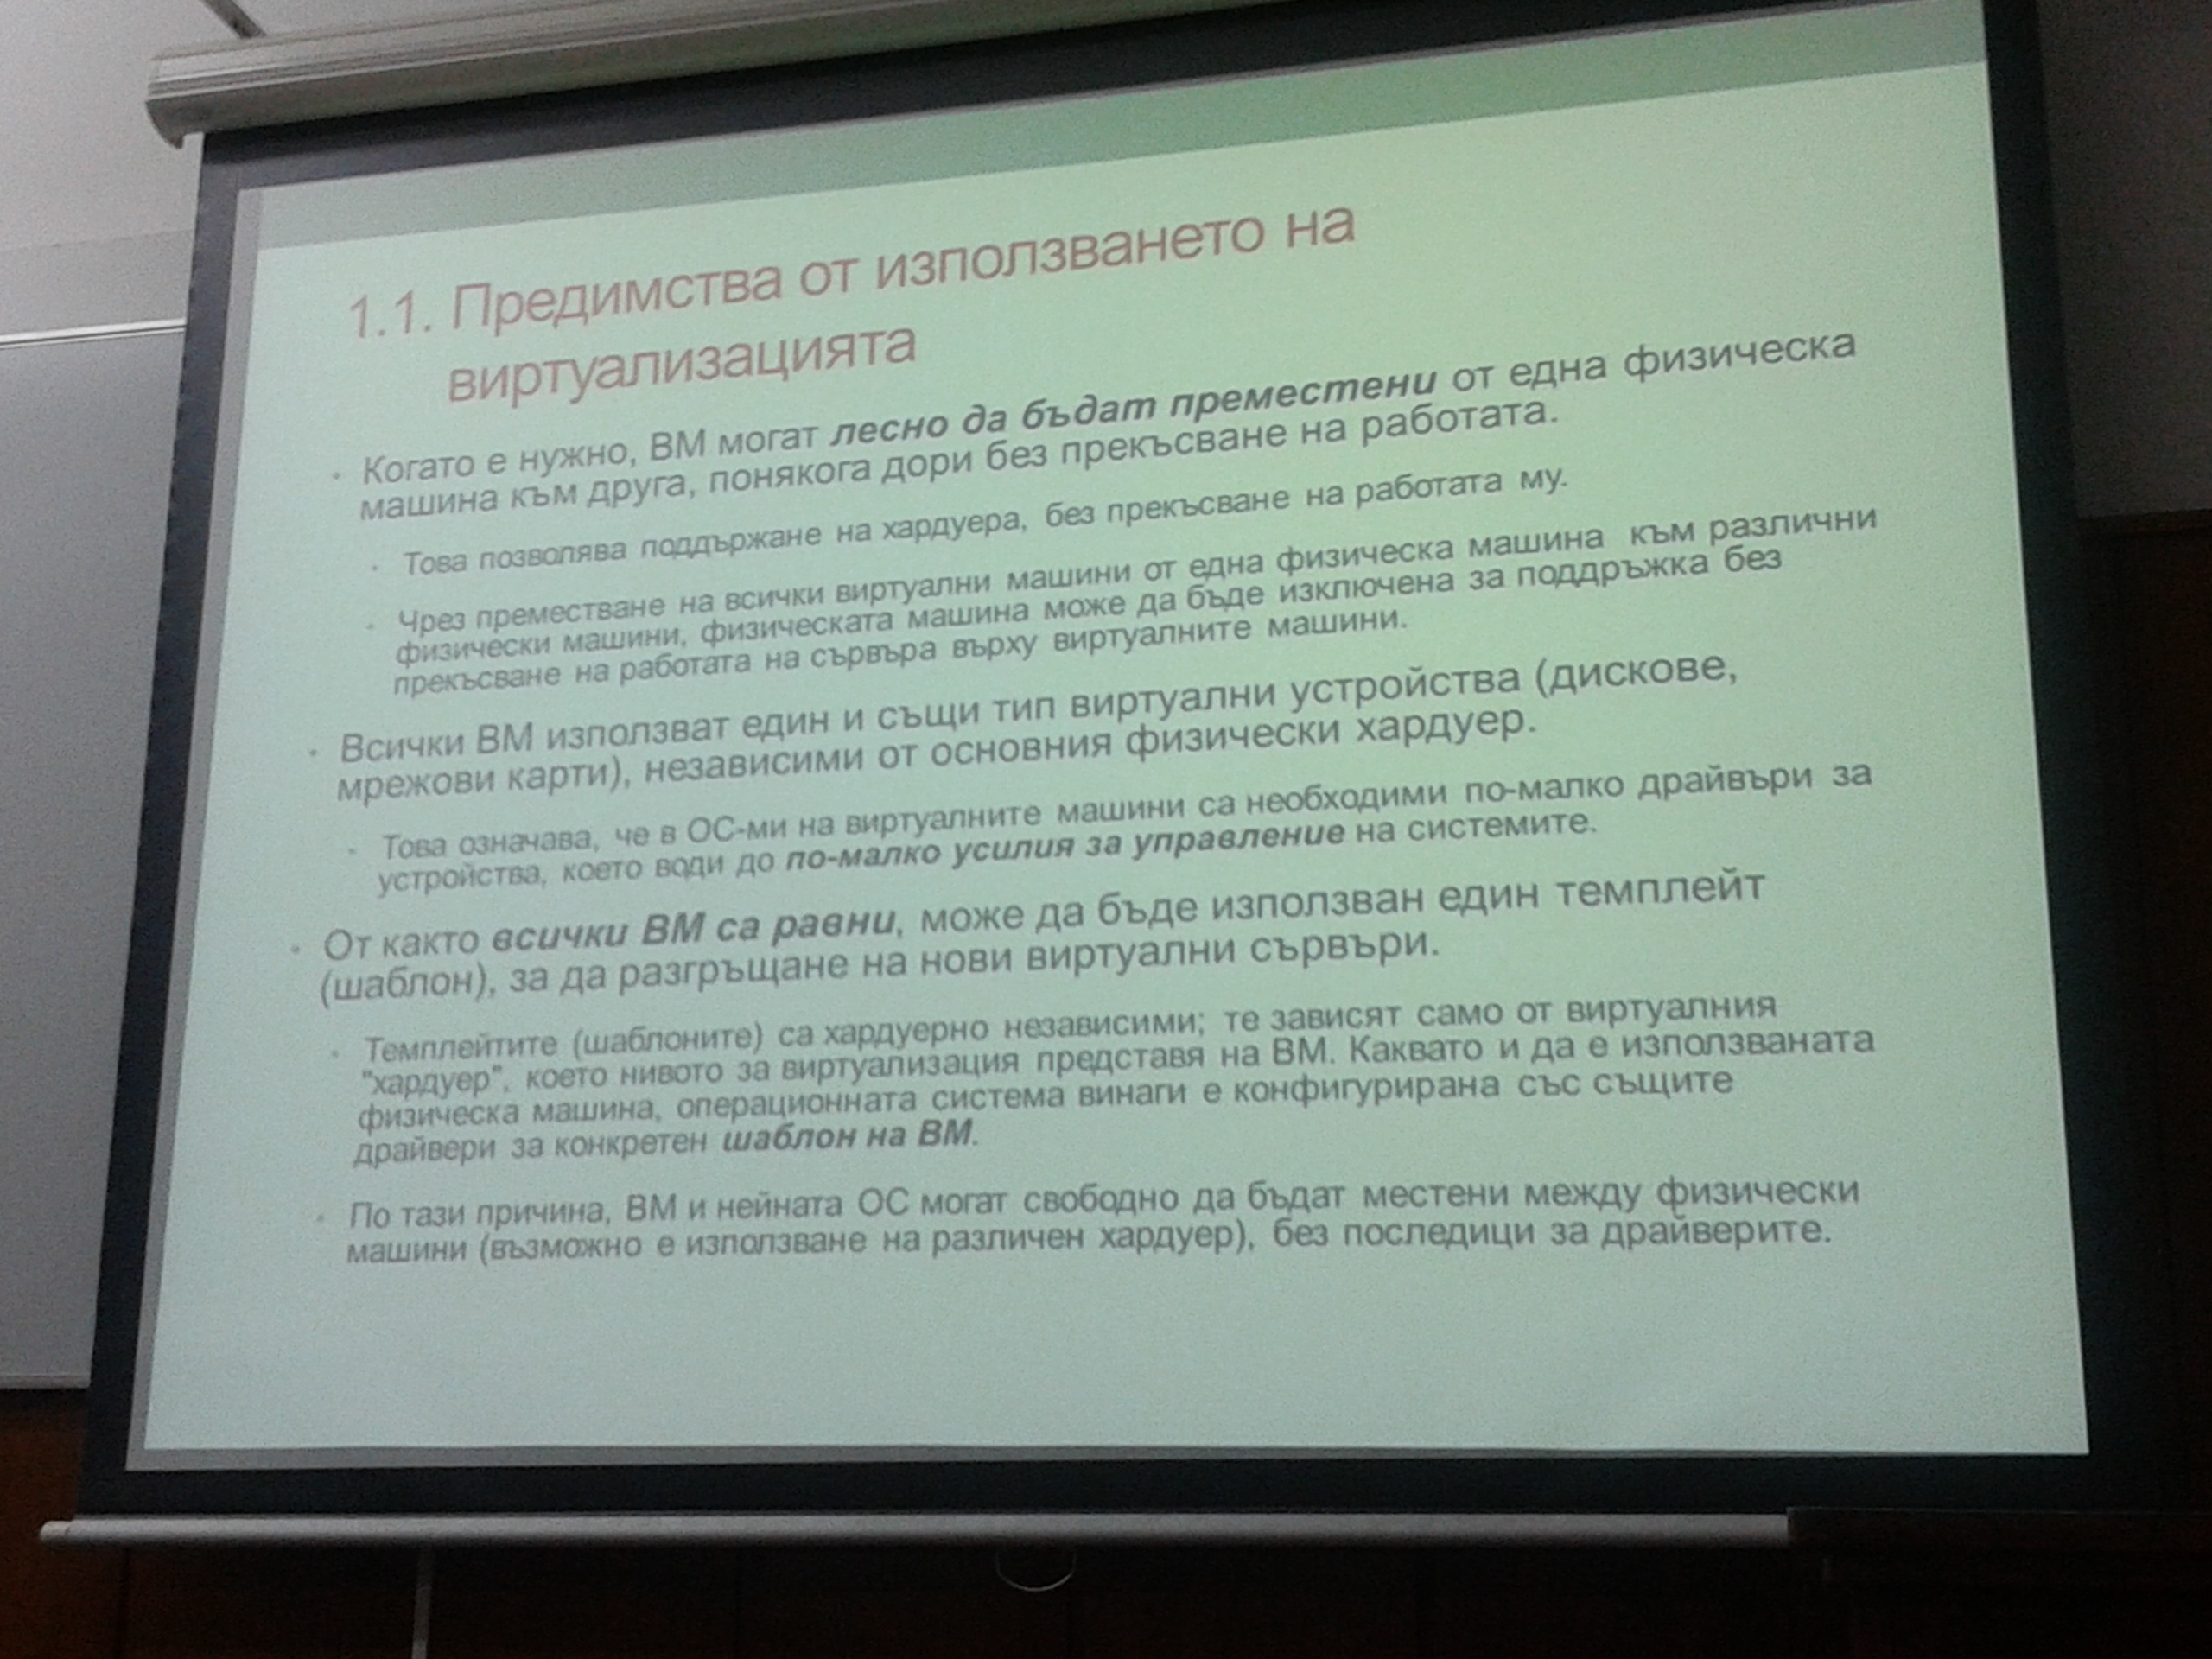 1.1. Предимства от използването на
виртуализацията
• Когато е нужно, ВМ могат лесно да бъдат преместени от една физическа
машина към друга, понякога дори без прекъсване на работата.
• Това позволява поддържане на хардуера, без прекъсване на работата му.
• Чрез преместване на всички виртуални машини от една физическа машина към различни
физически машини, физическата машина може да бъде изключена за поддръжка без
прекъсване на работата на сървъра върху виртуалните машини.
• Всички ВМ използват един и същи тип виртуални устройства (дискове,
мрежови карти), независими от основния физически хардуер.
• Това означава, че в ОС-ми на виртуалните машини са необходими по-малко драйвъри за
устройства, което води до по-малко усилия за управление на системите.
• От както всички ВМ са равни, може да бъде използван един темплейт
(шаблон), за да разгръщане на нови виртуални сървъри.
• Темплейтите (шаблоните) са хардуерно независими; те зависят само от виртуалния
"хардуер", което нивото за виртуализация представя на ВМ. Каквато и да е използваната
физическа машина, операционната система винаги е конфигурирана със същите
драйвери за конкретен шаблон на ВМ.
• По тази причина, ВМ и нейната ОС могат свободно да бъдат местени между физически
машини (възможно е използване на различен хардуер), без последици за драйверите.